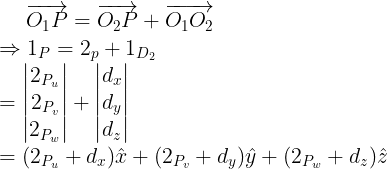 $\overrightarrow{O_1P} = \overrightarrow{O_2P} + \overrightarrow{O_1O_2}$
$\Rightarrow 1_P = 2_p + 1_{D_2}$
$= \begin{vmatrix} 2_{P_u} \\ 2_{P_v} \\ 2_{P_w} \end{vmatrix} + \begin{vmatrix} d_x \\ d_y \\ d_z \end{vmatrix}$
$= (2_{P_u} + d_x)\hat{x} + (2_{P_v} + d_y)\hat{y} + (2_{P_w} + d_z)\hat{z}$